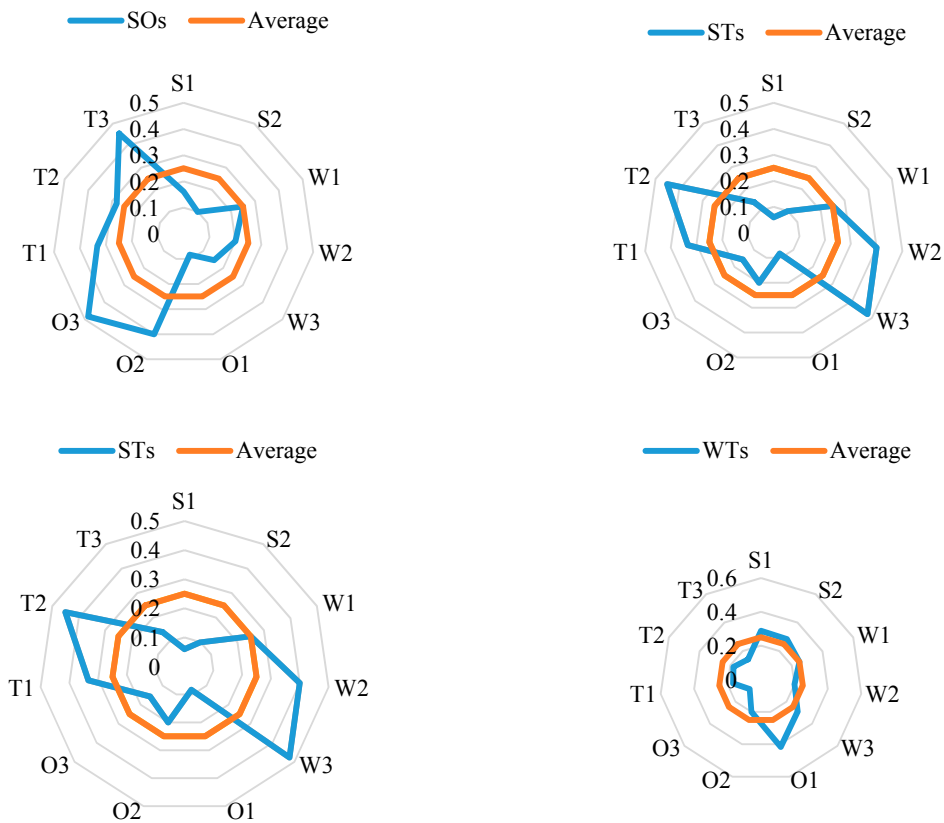 SOs Average
S1
S2
W1
W2
W3
O1
O2
O3
T1
T2
T3
0.5
0.4
0.3
0.2
0.1
0
STs Average
S1
S2
W1
W2
W3
O1
O2
O3
T1
T2
T3
0.5
0.4
0.3
0.2
0.1
0
STs Average
S1
S2
W1
W2
W3
O1
O2
O3
T1
T2
T3
0.5
0.4
0.3
0.2
0.1
0
WTs Average
S1
S2
W1
W2
W3
O1
O2
O3
T1
T2
T3
0.6
0.4
0.2
0